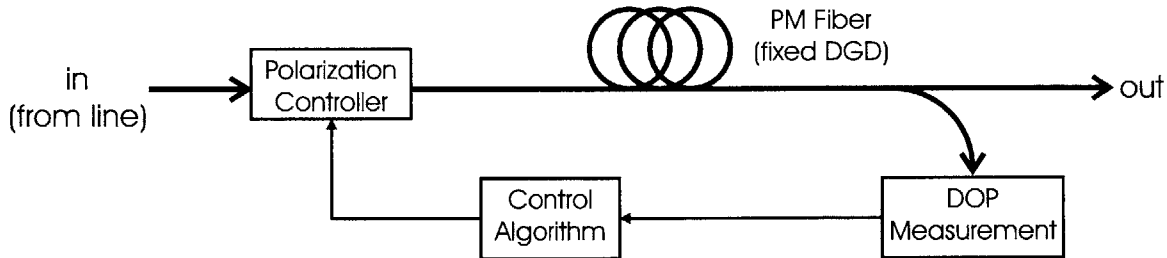 PM Fiber
(fixed DGD)
in
(from line)
Polarization
Controller
out
Control
Algorithm
DOP
Measurement